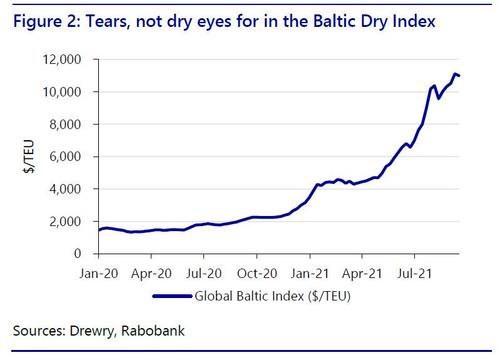 Figure 2: Tears, not dry eyes for in the Baltic Dry Index
12,000
10,000
8,000
6,000
4,000
2,000
0
$/TEU
Jan-20 Apr-20 Jul-20 Oct-20 Jan-21 Apr-21 Jul-21
Global Baltic Index ($/TEU)
Sources: Drewry, Rabobank